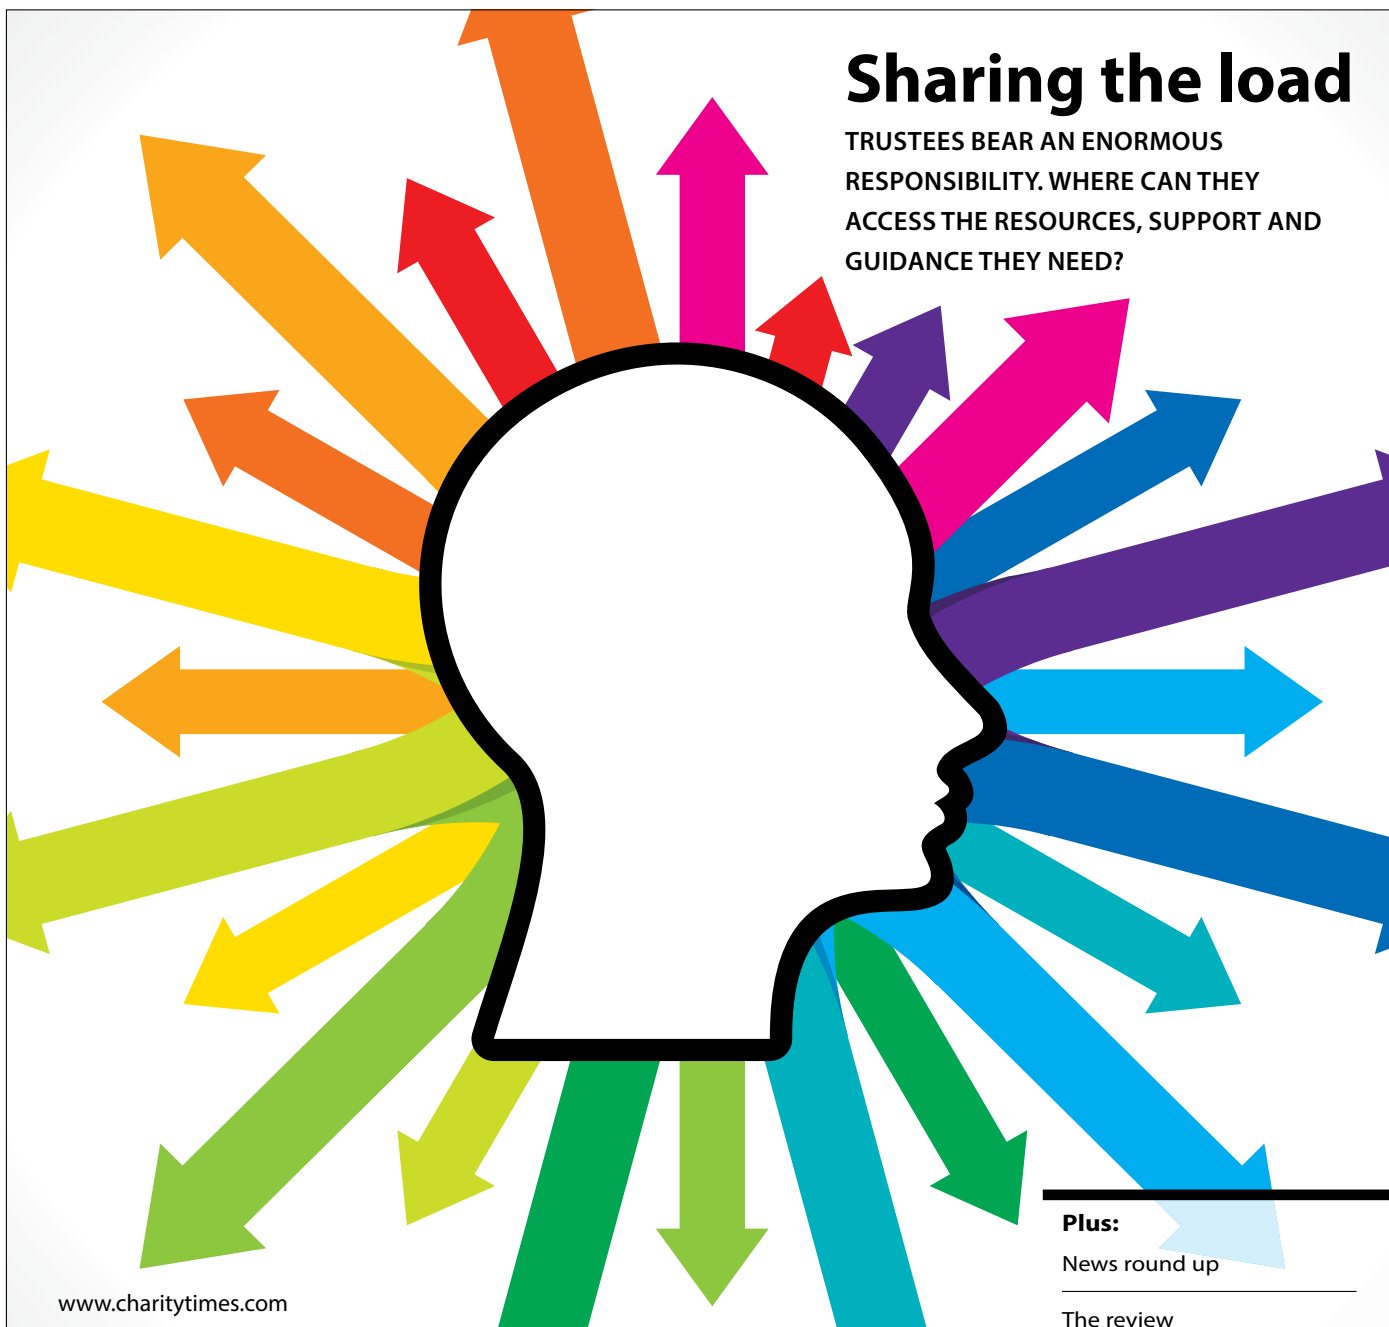 Sharing the load
TRUSTEES BEAR AN ENORMOUS
RESPONSIBILITY. WHERE CAN THEY
ACCESS THE RESOURCES, SUPPORT AND
GUIDANCE THEY NEED?
Plus:
News round up
The review
www.charitytimes.com